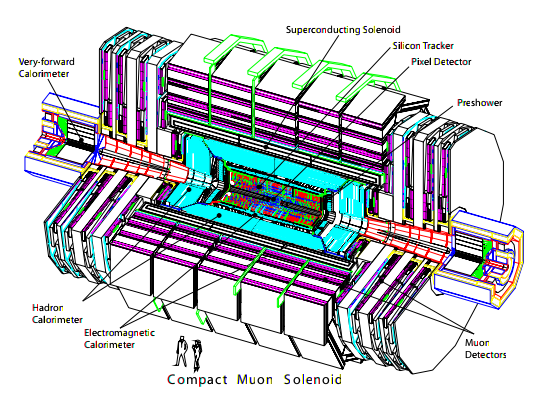 Superconducting Solenoid
Silicon Tracker
Pixel Detector
Very-forward
Calorimeter
Preshower
Hadron
Calorimeter
Electromagnetic
Calorimeter
Muon
Detectors
Compact Muon Solenoid